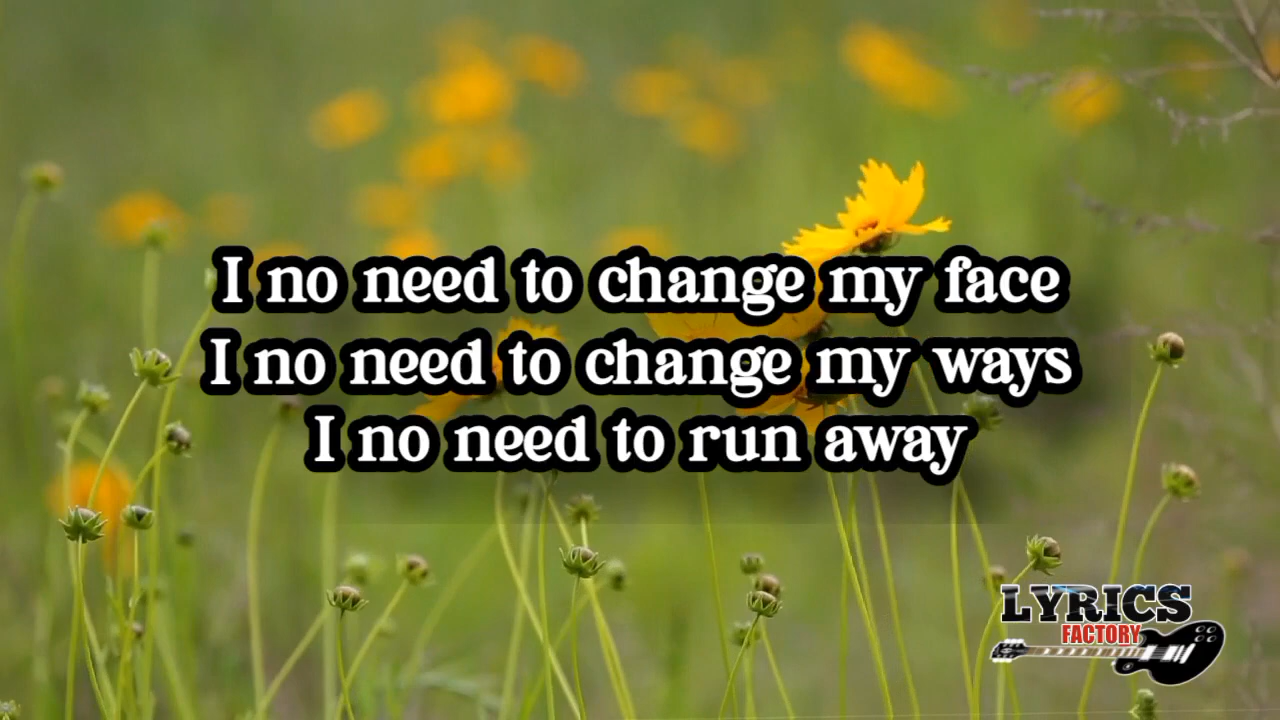 I no need to change my face
I no need to change my ways
I no need to run away
LYRICS
FACTORY